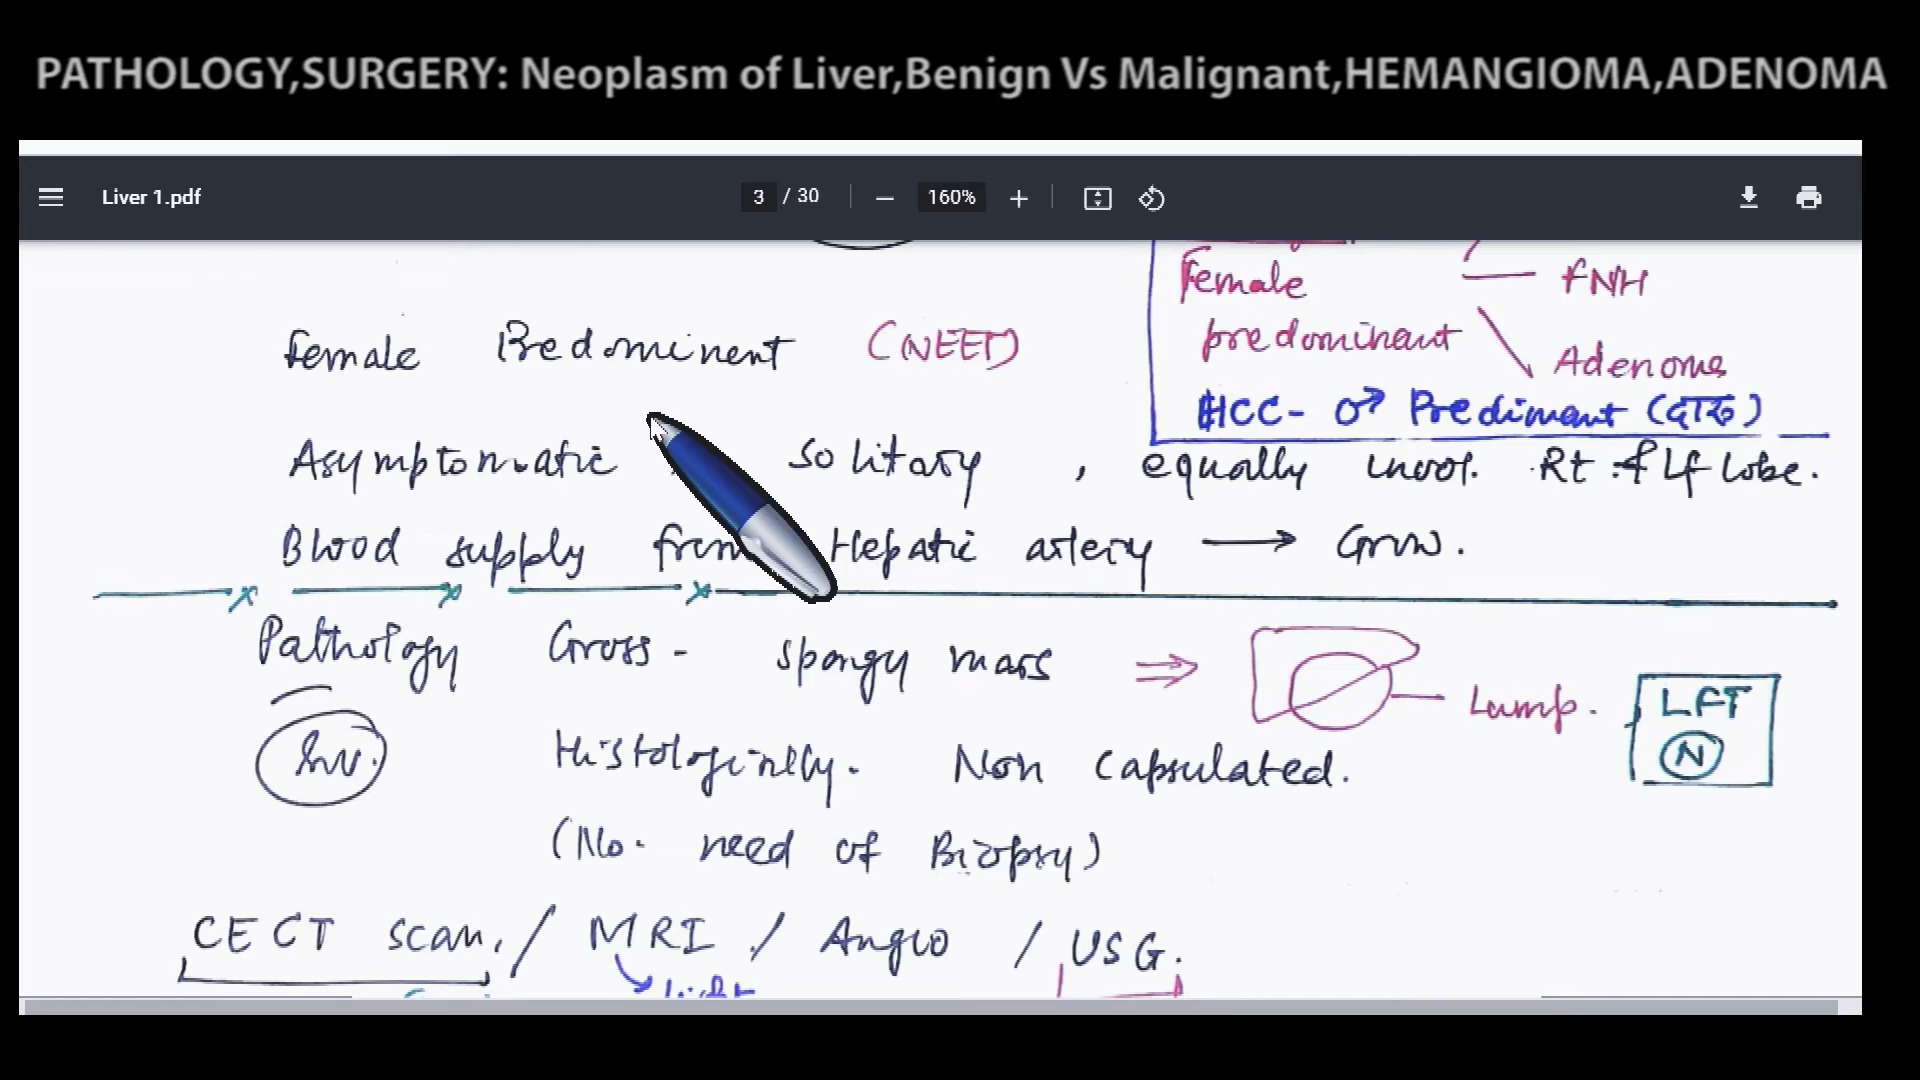 PATHOLOGY,SURGERY: Neoplasm of Liver,Benign Vs Malignant,HEMANGIOMA,ADENOMA
Liver 1.pdf
3 / 30
160%
Female
FNH
predominant
Adenoma
HCC- ♂ Predimant
Female Predominent (NEET)
Asymptomatic , solitary , equally invol. Rt & Lf Lobe.
Blood supply from Hepatic artery → Grow.
Pathology Gross - spongy mass ⇒
Lump.
LFT
N
Inv.
Histologically. Non capsulated.
(No. need of Biopsy)
CECT scan. / MRI / Angio / USG.